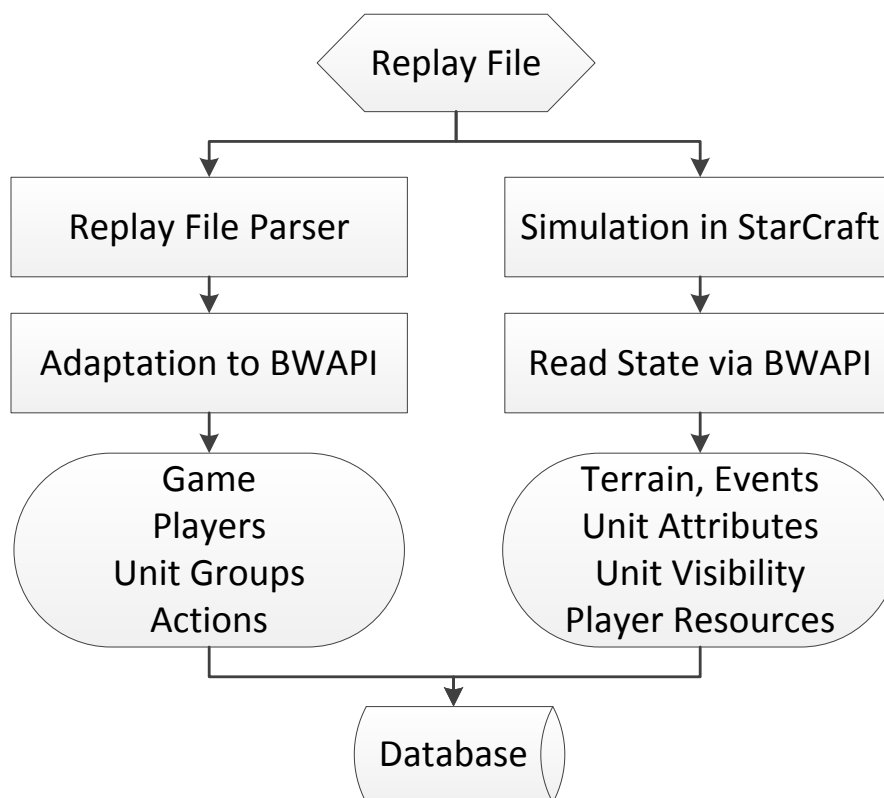 Replay File
Replay File Parser
Simulation in StarCraft
Adaptation to BWAPI
Read State via BWAPI
Game
Players
Unit Groups
Actions
Terrain, Events
Unit Attributes
Unit Visibility
Player Resources
Database